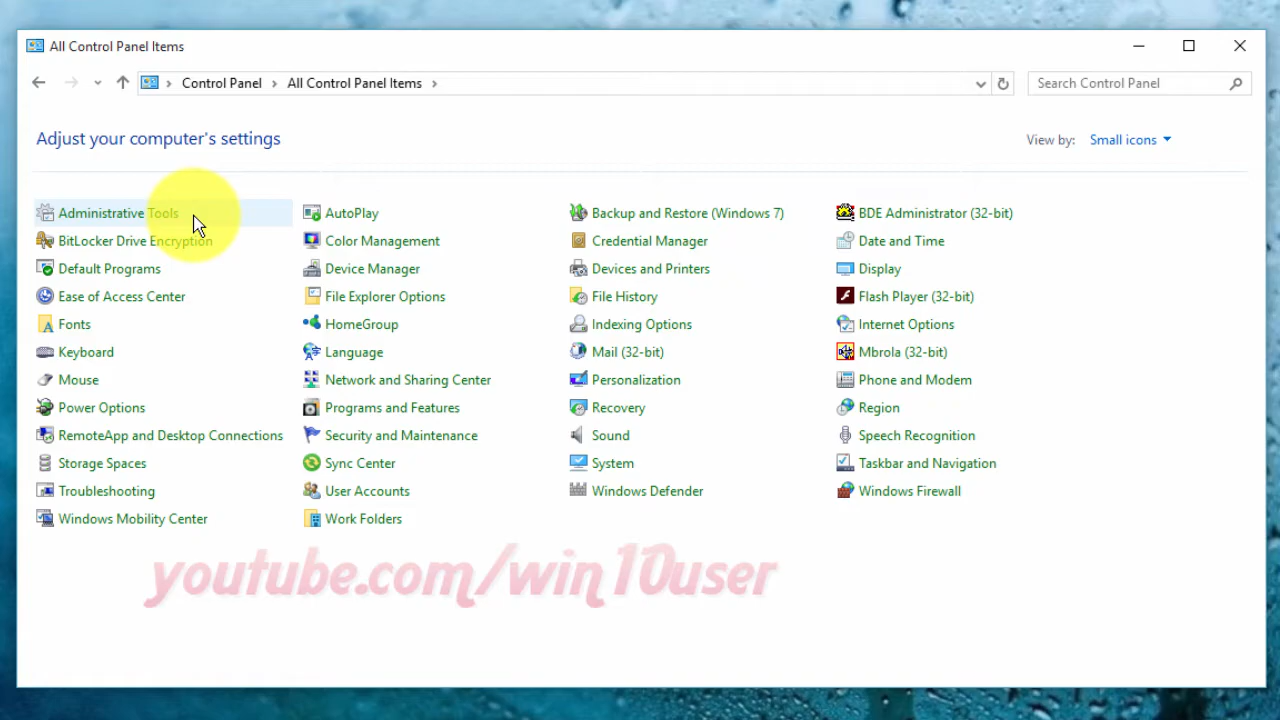 All Control Panel Items
Control Panel All Control Panel Items Search Control Panel
Adjust your computer's settings
View by: Small icons
Administrative Tools AutoPlay Backup and Restore (Windows 7) BDE Administrator (32-bit)
BitLocker Drive Encryption Color Management Credential Manager Date and Time
Default Programs Device Manager Devices and Printers Display
Ease of Access Center File Explorer Options File History Flash Player (32-bit)
Fonts HomeGroup Indexing Options Internet Options
Keyboard Language Mail (32-bit) Mbrola (32-bit)
Mouse Network and Sharing Center Personalization Phone and Modem
Power Options Programs and Features Recovery Region
RemoteApp and Desktop Connections Security and Maintenance Sound Speech Recognition
Storage Spaces Sync Center System Taskbar and Navigation
Troubleshooting User Accounts Windows Defender Windows Firewall
Windows Mobility Center Work Folders
youtube.com/win10user